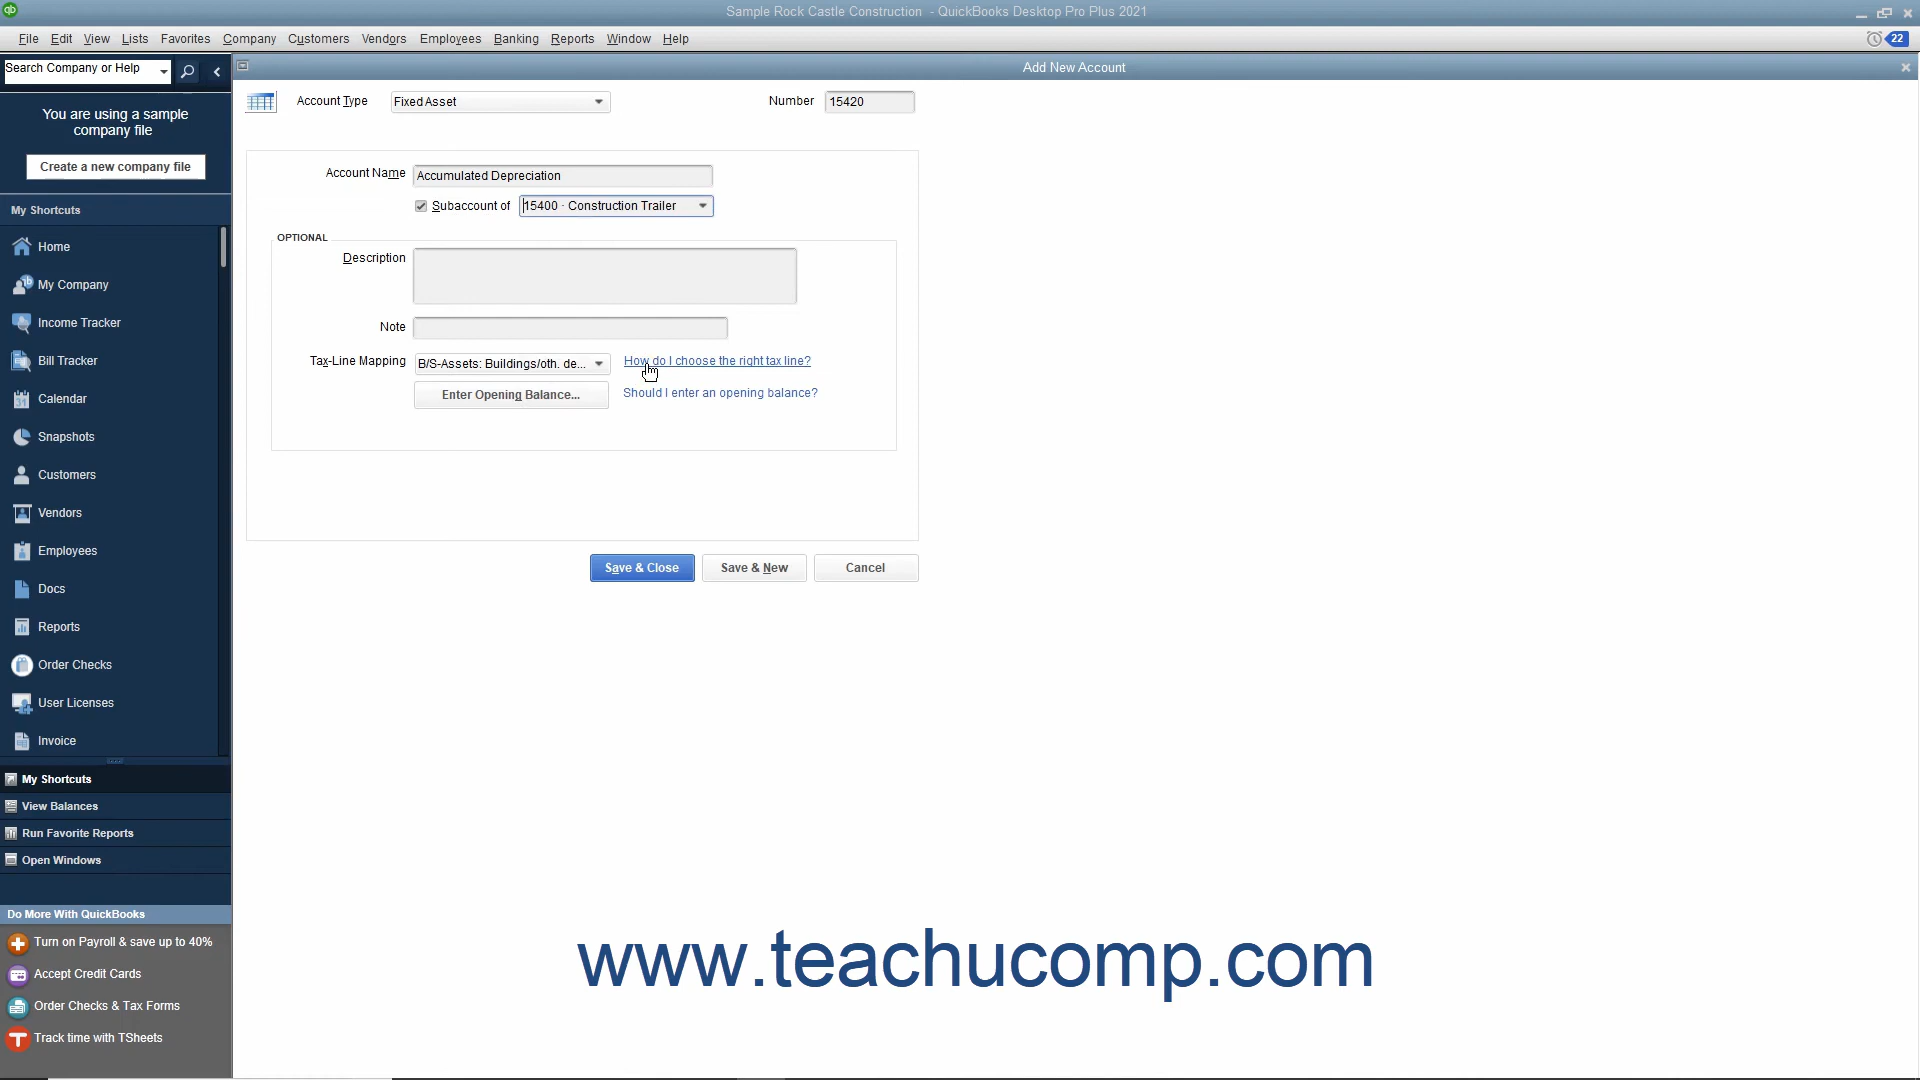 qb
Sample Rock Castle Construction - QuickBooks Desktop Pro Plus 2021
File Edit View Lists Favorites Company Customers Vendors Employees Banking Reports Window Help
22
Search Company or Help
Add New Account
You are using a sample
company file
Create a new company file
Account Type
Fixed Asset
Number
15420
Account Name
Accumulated Depreciation
Subaccount of
15400 · Construction Trailer
OPTIONAL
Description
Note
Tax-Line Mapping
B/S-Assets: Buildings/oth. de...
How do I choose the right tax line?
Enter Opening Balance...
Should I enter an opening balance?
Save & Close
Save & New
Cancel
My Shortcuts
Home
My Company
Income Tracker
Bill Tracker
31
Calendar
Snapshots
Customers
Vendors
Employees
Docs
Reports
Order Checks
User Licenses
Invoice
My Shortcuts
View Balances
Run Favorite Reports
Open Windows
Do More With QuickBooks
Turn on Payroll & save up to 40%
Accept Credit Cards
Order Checks & Tax Forms
Track time with TSheets
www.teachucomp.com